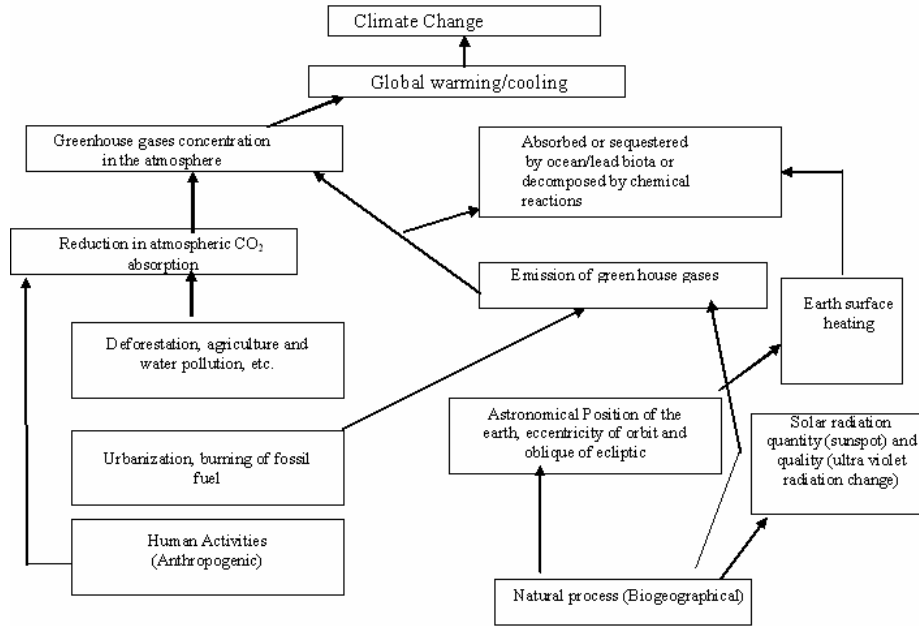 Climate Change
Global warming/cooling
Greenhouse gases concentration
in the atmosphere
Absorbed or sequestered
by ocean/lead biota or
decomposed by chemical
reactions
Reduction in atmospheric CO₂
absorption
Emission of greenhouse gases
Earth surface
heating
Deforestation, agriculture and
water pollution, etc.
Astronomical Position of the
earth, eccentricity of orbit and
oblique of ecliptic
Solar radiation
quantity (sunspot) and
quality (ultra violet
radiation change)
Urbanization, burning of fossil
fuel
Human Activities
(Anthropogenic)
Natural process (Biogeographical)